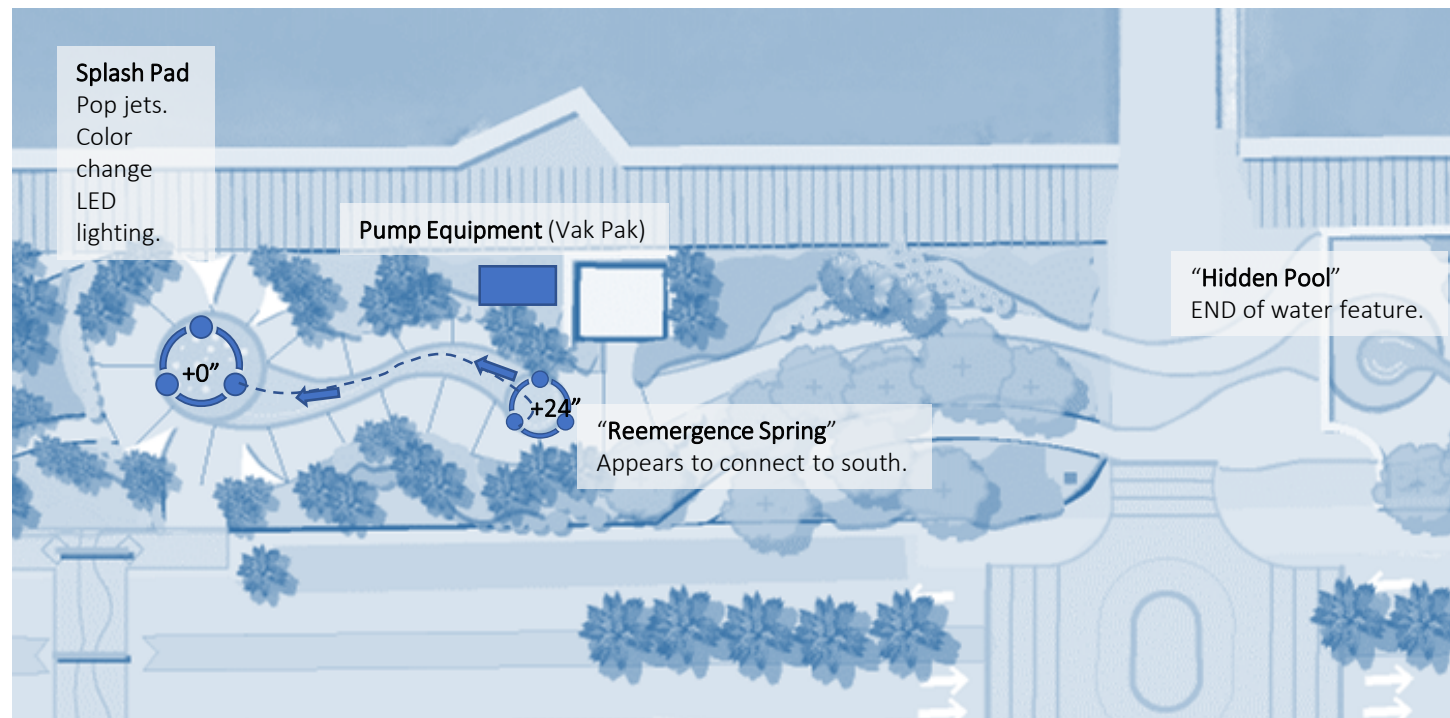 Splash Pad
Pop jets.
Color
change
LED
lighting.
Pump Equipment (Vak Pak)
“Hidden Pool”
END of water feature.
+0”
+24”
“Reemergence Spring”
Appears to connect to south.